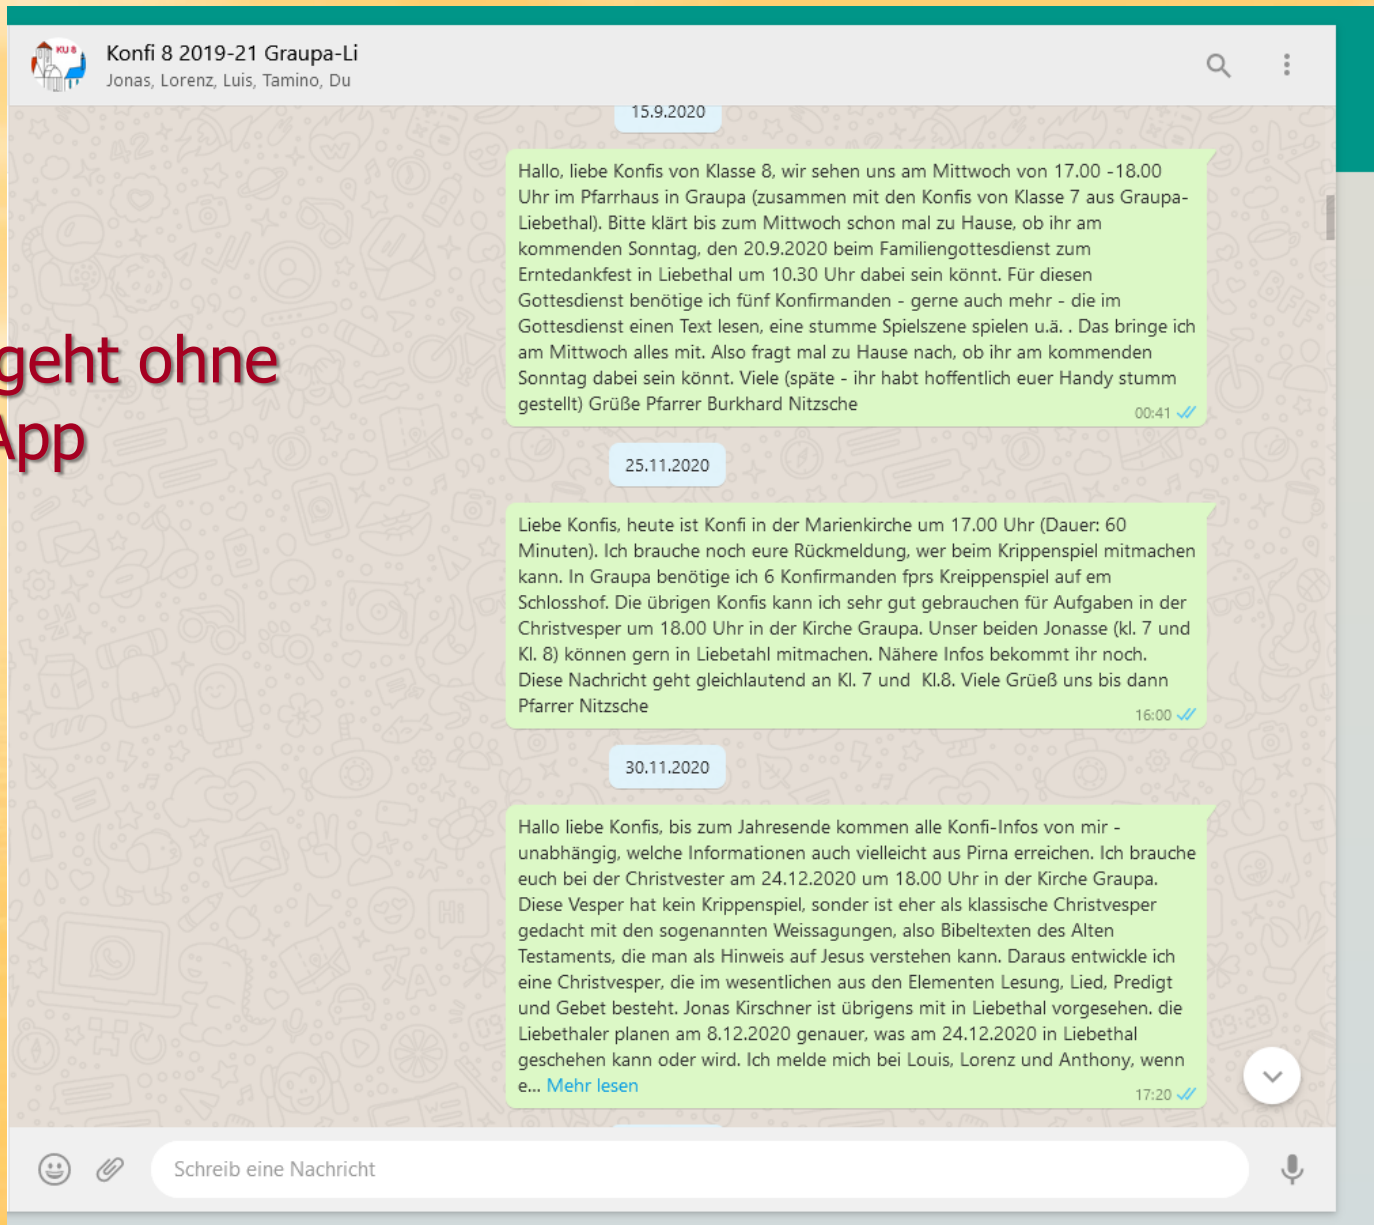 KU 8
Konfi 8 2019-21 Graupa-Li
Jonas, Lorenz, Luis, Tamino, Du
15.9.2020
Hallo, liebe Konfis von Klasse 8, wir sehen uns am Mittwoch von 17.00 -18.00
Uhr im Pfarrhaus in Graupa (zusammen mit den Konfis von Klasse 7 aus Graupa-
Liebethal). Bitte klärt bis zum Mittwoch schon mal zu Hause, ob ihr am
kommenden Sonntag, den 20.9.2020 beim Familiengottesdienst zum
Erntedankfest in Liebethal um 10.30 Uhr dabei sein könnt. Für diesen
Gottesdienst benötige ich fünf Konfirmanden - gerne auch mehr - die im
Gottesdienst einen Text lesen, eine stumme Spielszene spielen u.ä. . Das bringe ich
am Mittwoch alles mit. Also fragt mal zu Hause nach, ob ihr am kommenden
Sonntag dabei sein könnt. Viele (späte - ihr habt hoffentlich euer Handy stumm
gestellt) Grüße Pfarrer Burkhard Nitzsche
00:41
geht ohne
App
25.11.2020
Liebe Konfis, heute ist Konfi in der Marienkirche um 17.00 Uhr (Dauer: 60
Minuten). Ich brauche noch eure Rückmeldung, wer beim Krippenspiel mitmachen
kann. In Graupa benötige ich 6 Konfirmanden fprs Kreippenspiel auf em
Schlosshof. Die übrigen Konfis kann ich sehr gut gebrauchen für Aufgaben in der
Christvesper um 18.00 Uhr in der Kirche Graupa. Unser beiden Jonasse (kl. 7 und
Kl. 8) können gern in Liebetahl mitmachen. Nähere Infos bekommt ihr noch.
Diese Nachricht geht gleichlautend an Kl. 7 und  Kl.8. Viele Grüeß uns bis dann
Pfarrer Nitzsche
16:00
30.11.2020
Hallo liebe Konfis, bis zum Jahresende kommen alle Konfi-Infos von mir -
unabhängig, welche Informationen auch vielleicht aus Pirna erreichen. Ich brauche
euch bei der Christvester am 24.12.2020 um 18.00 Uhr in der Kirche Graupa.
Diese Vesper hat kein Krippenspiel, sonder ist eher als klassische Christvesper
gedacht mit den sogenannten Weissagungen, also Bibeltexten des Alten
Testaments, die man als Hinweis auf Jesus verstehen kann. Daraus entwickle ich
eine Christvesper, die im wesentlichen aus den Elementen Lesung, Lied, Predigt
und Gebet besteht. Jonas Kirschner ist übrigens mit in Liebethal vorgesehen. die
Liebethaler planen am 8.12.2020 genauer, was am 24.12.2020 in Liebethal
geschehen kann oder wird. Ich melde mich bei Louis, Lorenz und Anthony, wenn
e... Mehr lesen
17:20
Schreib eine Nachricht